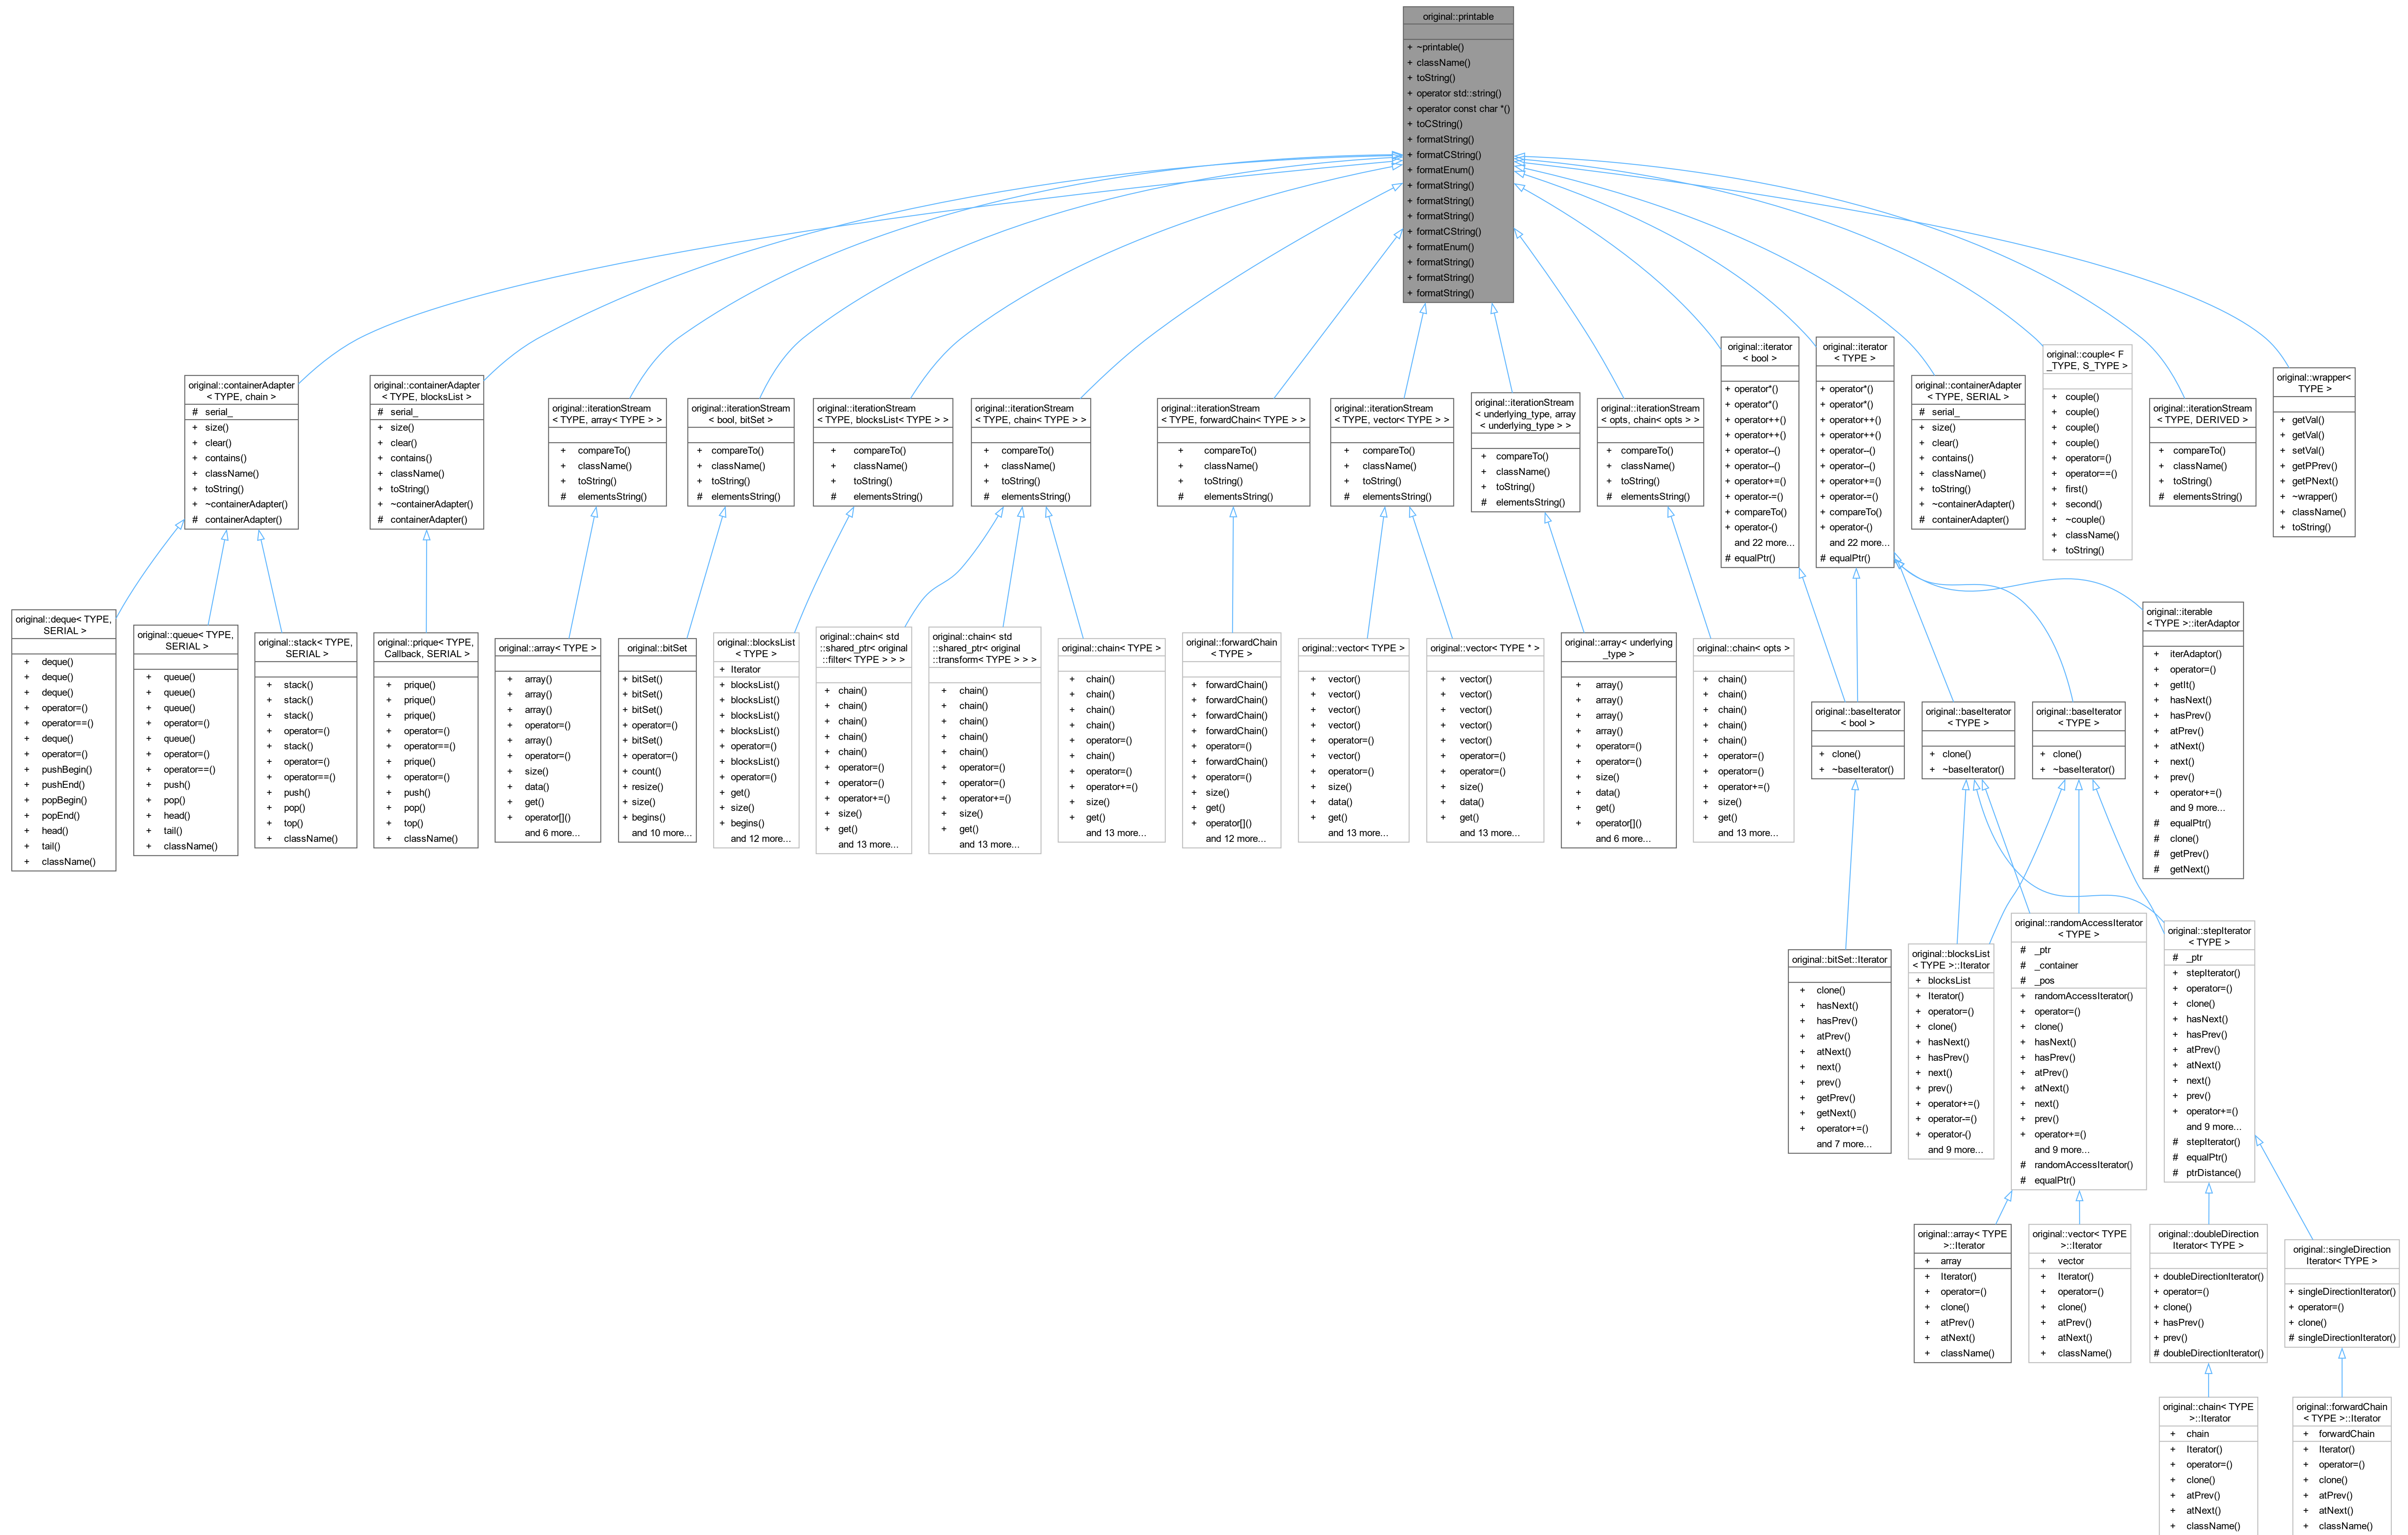 original::printable
+ ~printable()
+ className()
+ toString()
+ operator std::string()
+ operator const char *()
+ toCString()
+ formatString()
+ formatCString()
+ formatEnum()
+ formatString()
+ formatString()
+ formatString()
+ formatCString()
+ formatEnum()
+ formatString()
+ formatString()
+ formatString()
original::containerAdapter
< TYPE, chain >
# serial_
+ size()
+ clear()
+ contains()
+ className()
+ toString()
+ ~containerAdapter()
# containerAdapter()
original::containerAdapter
< TYPE, blocksList >
# serial_
+ size()
+ clear()
+ contains()
+ className()
+ toString()
+ ~containerAdapter()
# containerAdapter()
original::iterationStream
< TYPE, array< TYPE > >
+ compareTo()
+ className()
+ toString()
# elementsString()
original::iterationStream
< bool, bitSet >
+ compareTo()
+ className()
+ toString()
# elementsString()
original::iterationStream
< TYPE, blocksList< TYPE > >
+ compareTo()
+ className()
+ toString()
# elementsString()
original::iterationStream
< TYPE, chain< TYPE > >
+ compareTo()
+ className()
+ toString()
# elementsString()
original::iterationStream
< TYPE, forwardChain< TYPE > >
+ compareTo()
+ className()
+ toString()
# elementsString()
original::iterationStream
< TYPE, vector< TYPE > >
+ compareTo()
+ className()
+ toString()
# elementsString()
original::iterationStream
< underlying_type, array
< underlying_type > >
+ compareTo()
+ className()
+ toString()
# elementsString()
original::iterationStream
< opts, chain< opts > >
+ compareTo()
+ className()
+ toString()
# elementsString()
original::iterator
< bool >
+ operator*()
+ operator*()
+ operator++()
+ operator++()
+ operator--()
+ operator--()
+ operator+=()
+ operator-=()
+ compareTo()
+ operator-()
and 22 more...
# equalPtr()
original::iterator
< TYPE >
+ operator*()
+ operator*()
+ operator++()
+ operator++()
+ operator--()
+ operator--()
+ operator+=()
+ operator-=()
+ compareTo()
+ operator-()
and 22 more...
# equalPtr()
original::containerAdapter
< TYPE, SERIAL >
# serial_
+ size()
+ clear()
+ contains()
+ className()
+ toString()
+ ~containerAdapter()
# containerAdapter()
original::couple< F
_TYPE, S_TYPE >
+ couple()
+ couple()
+ couple()
+ couple()
+ operator=()
+ operator==()
+ first()
+ second()
+ ~couple()
+ className()
+ toString()
original::iterationStream
< TYPE, DERIVED >
+ compareTo()
+ className()
+ toString()
# elementsString()
original::wrapper<
TYPE >
+ getVal()
+ getVal()
+ setVal()
+ getPPrev()
+ getPNext()
+ ~wrapper()
+ className()
+ toString()
original::deque< TYPE,
SERIAL >
+ deque()
+ deque()
+ deque()
+ operator=()
+ operator==()
+ deque()
+ operator=()
+ pushBegin()
+ pushEnd()
+ popBegin()
+ popEnd()
+ head()
+ tail()
+ className()
original::queue< TYPE,
SERIAL >
+ queue()
+ queue()
+ queue()
+ operator=()
+ queue()
+ operator=()
+ operator==()
+ push()
+ pop()
+ head()
+ tail()
+ className()
original::stack< TYPE,
SERIAL >
+ stack()
+ stack()
+ stack()
+ operator=()
+ stack()
+ operator=()
+ operator==()
+ push()
+ pop()
+ top()
+ className()
original::prique< TYPE,
Callback, SERIAL >
+ prique()
+ prique()
+ prique()
+ operator=()
+ operator==()
+ prique()
+ operator=()
+ push()
+ pop()
+ top()
+ className()
original::array< TYPE >
+ array()
+ array()
+ array()
+ operator=()
+ array()
+ operator=()
+ size()
+ data()
+ get()
+ operator[]()
and 6 more...
original::bitSet
+ bitSet()
+ bitSet()
+ bitSet()
+ operator=()
+ bitSet()
+ operator=()
+ count()
+ resize()
+ size()
+ begins()
and 10 more...
original::blocksList
< TYPE >
+ Iterator
+ blocksList()
+ blocksList()
+ blocksList()
+ blocksList()
+ operator=()
+ blocksList()
+ operator=()
+ get()
+ size()
+ begins()
and 12 more...
original::chain< std
::shared_ptr< original
::filter< TYPE > > >
+ chain()
+ chain()
+ chain()
+ chain()
+ chain()
+ operator=()
+ operator=()
+ operator+=()
+ size()
+ get()
and 13 more...
original::chain< std
::shared_ptr< original
::transform< TYPE > > >
+ chain()
+ chain()
+ chain()
+ chain()
+ chain()
+ operator=()
+ operator=()
+ operator+=()
+ size()
+ get()
and 13 more...
original::chain< TYPE >
+ chain()
+ chain()
+ chain()
+ chain()
+ operator=()
+ chain()
+ operator=()
+ operator+=()
+ size()
+ get()
and 13 more...
original::forwardChain
< TYPE >
+ forwardChain()
+ forwardChain()
+ forwardChain()
+ forwardChain()
+ operator=()
+ forwardChain()
+ operator=()
+ size()
+ get()
+ operator[]()
and 12 more...
original::vector< TYPE >
+ vector()
+ vector()
+ vector()
+ vector()
+ operator=()
+ vector()
+ operator=()
+ size()
+ data()
+ get()
and 13 more...
original::vector< TYPE * >
+ vector()
+ vector()
+ vector()
+ vector()
+ vector()
+ operator=()
+ operator=()
+ size()
+ data()
+ get()
and 13 more...
original::array< underlying
_type >
+ array()
+ array()
+ array()
+ array()
+ operator=()
+ operator=()
+ size()
+ data()
+ get()
+ operator[]()
and 6 more...
original::chain< opts >
+ chain()
+ chain()
+ chain()
+ chain()
+ chain()
+ operator=()
+ operator=()
+ operator+=()
+ size()
+ get()
and 13 more...
original::baseIterator
< bool >
+ clone()
+ ~baseIterator()
original::baseIterator
< TYPE >
+ clone()
+ ~baseIterator()
original::baseIterator
< TYPE >
+ clone()
+ ~baseIterator()
original::iterable
< TYPE >::iterAdaptor
+ iterAdaptor()
+ operator=()
+ getIt()
+ hasNext()
+ hasPrev()
+ atPrev()
+ atNext()
+ next()
+ prev()
+ operator+=()
and 9 more...
# equalPtr()
# clone()
# getPrev()
# getNext()
original::bitSet::Iterator
+ clone()
+ hasNext()
+ hasPrev()
+ atPrev()
+ atNext()
+ next()
+ prev()
+ getPrev()
+ getNext()
+ operator+=()
and 7 more...
original::blocksList
< TYPE >::Iterator
+ blocksList
+ Iterator()
+ operator=()
+ clone()
+ hasNext()
+ hasPrev()
+ next()
+ prev()
+ operator+=()
+ operator-=()
+ operator-()
and 9 more...
original::randomAccessIterator
< TYPE >
# _ptr
# _container
# _pos
+ randomAccessIterator()
+ operator=()
+ clone()
+ hasNext()
+ hasPrev()
+ atPrev()
+ atNext()
+ next()
+ prev()
+ operator+=()
and 9 more...
# randomAccessIterator()
# equalPtr()
original::stepIterator
< TYPE >
# _ptr
+ stepIterator()
+ operator=()
+ clone()
+ hasNext()
+ hasPrev()
+ atPrev()
+ atNext()
+ next()
+ prev()
+ operator+=()
and 9 more...
# stepIterator()
# equalPtr()
# ptrDistance()
original::array< TYPE
>::Iterator
+ array
+ Iterator()
+ operator=()
+ clone()
+ atPrev()
+ atNext()
+ className()
original::vector< TYPE
>::Iterator
+ vector
+ Iterator()
+ operator=()
+ clone()
+ atPrev()
+ atNext()
+ className()
original::doubleDirection
Iterator< TYPE >
+ doubleDirectionIterator()
+ operator=()
+ clone()
+ hasPrev()
+ prev()
# doubleDirectionIterator()
original::singleDirection
Iterator< TYPE >
+ singleDirectionIterator()
+ operator=()
+ clone()
# singleDirectionIterator()
original::chain< TYPE
>::Iterator
+ chain
+ Iterator()
+ operator=()
+ clone()
+ atPrev()
+ atNext()
+ className()
original::forwardChain
< TYPE >::Iterator
+ forwardChain
+ Iterator()
+ operator=()
+ clone()
+ atPrev()
+ atNext()
+ className()